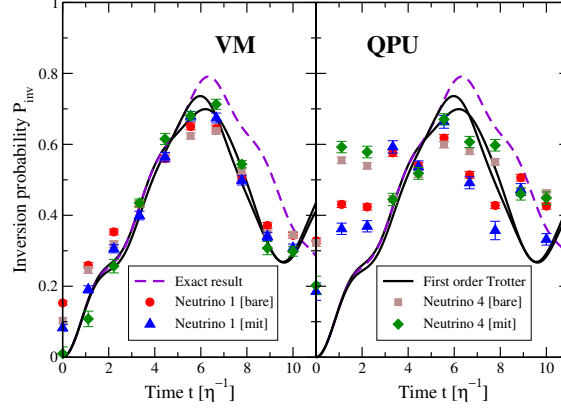 VM
QPU
Inversion probability P_inv
1
0.8
0.6
0.4
0.2
0
Exact result
Neutrino 1 [bare]
Neutrino 1 [mit]
First order Trotter
Neutrino 4 [bare]
Neutrino 4 [mit]
0 2 4 6 8 10
0 2 4 6 8 10
Time t [η⁻¹]
Time t [η⁻¹]